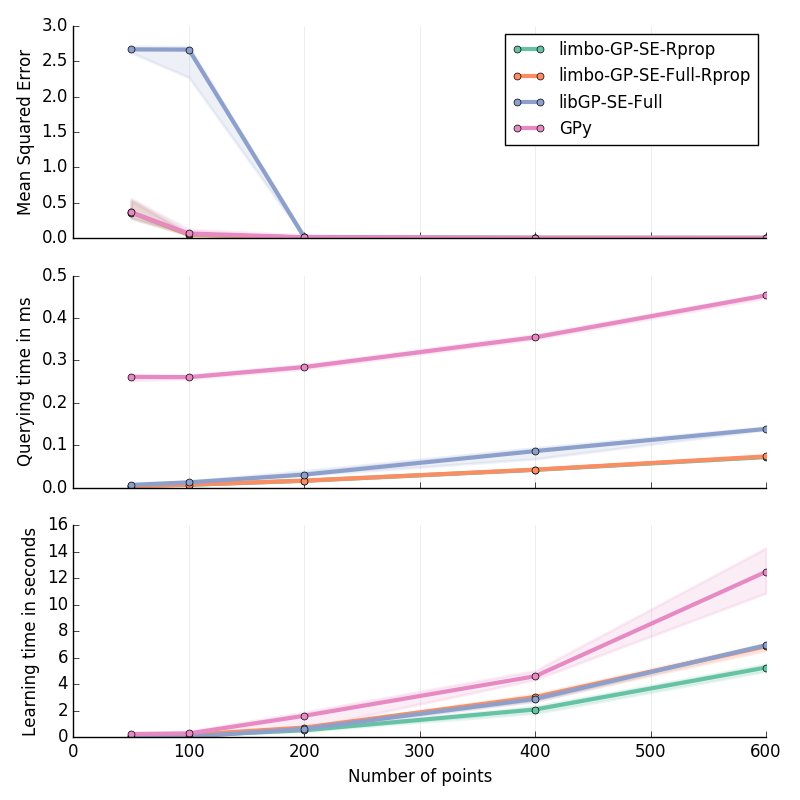 3.0
2.5
2.0
1.5
1.0
0.5
0.0
Mean Squared Error
limbo-GP-SE-Rprop
limbo-GP-SE-Full-Rprop
libGP-SE-Full
GPy
0.5
0.4
0.3
0.2
0.1
0.0
Querying time in ms
16
14
12
10
8
6
4
2
0
Learning time in seconds
0 100 200 300 400 500 600
Number of points